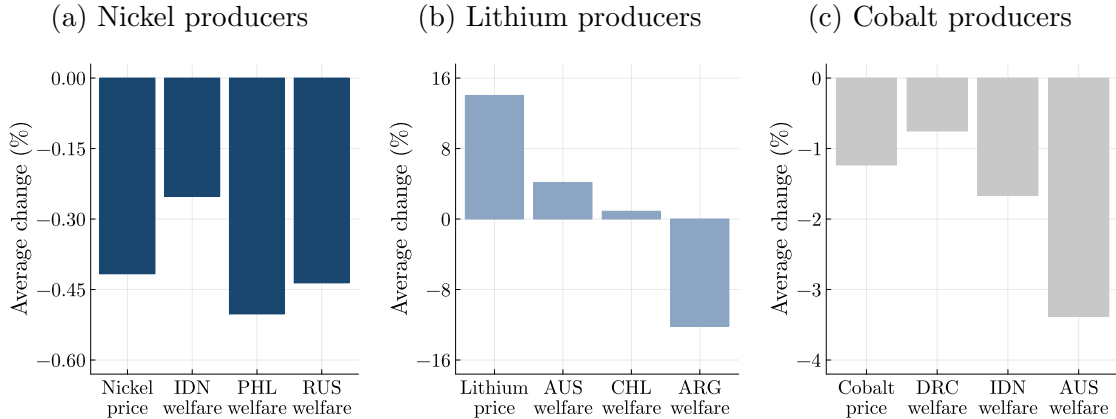 (a) Nickel producers
Average change (%)
0.00
−0.15
−0.30
−0.45
−0.60
Nickel price
IDN welfare
PHL welfare
RUS welfare
(b) Lithium producers
Average change (%)
16
8
0
−8
−16
Lithium price
AUS welfare
CHL welfare
ARG welfare
(c) Cobalt producers
Average change (%)
0
−1
−2
−3
−4
Cobalt price
DRC welfare
IDN welfare
AUS welfare